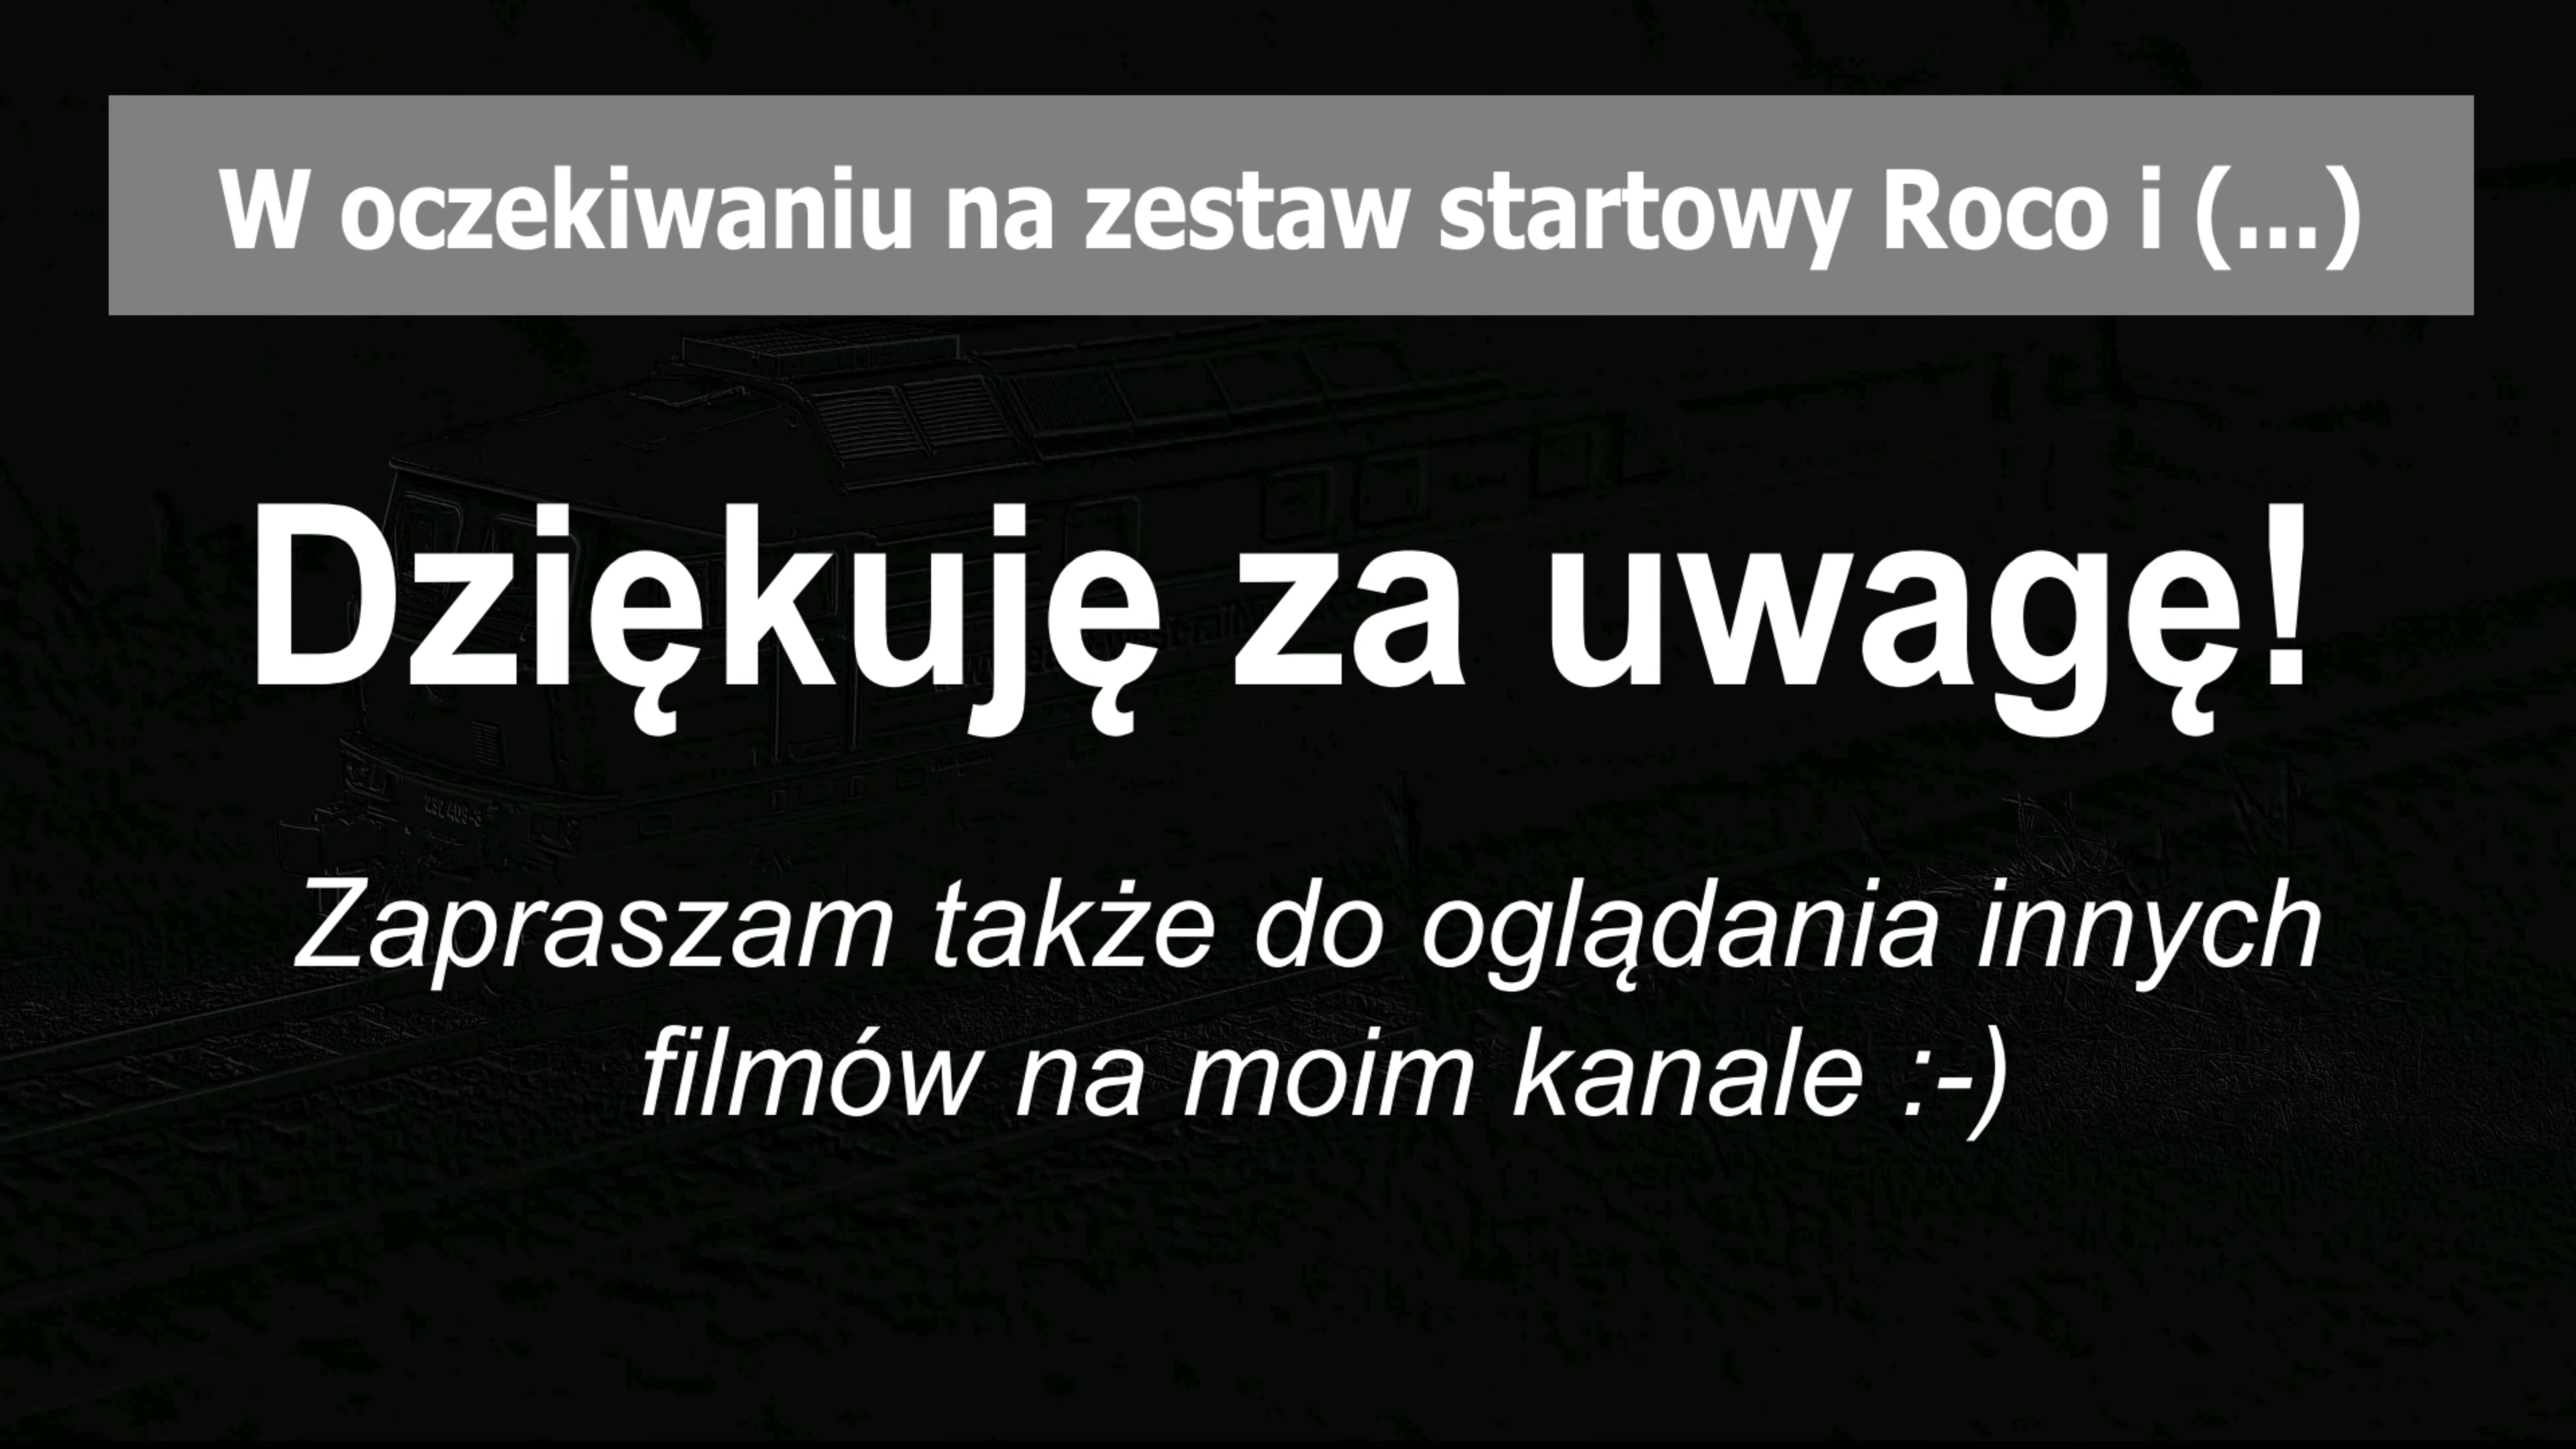 W oczekiwaniu na zestaw startowy Roco i (...)
Dziękuję za uwagę!
Zapraszam także do oglądania innych
filmów na moim kanale :-)